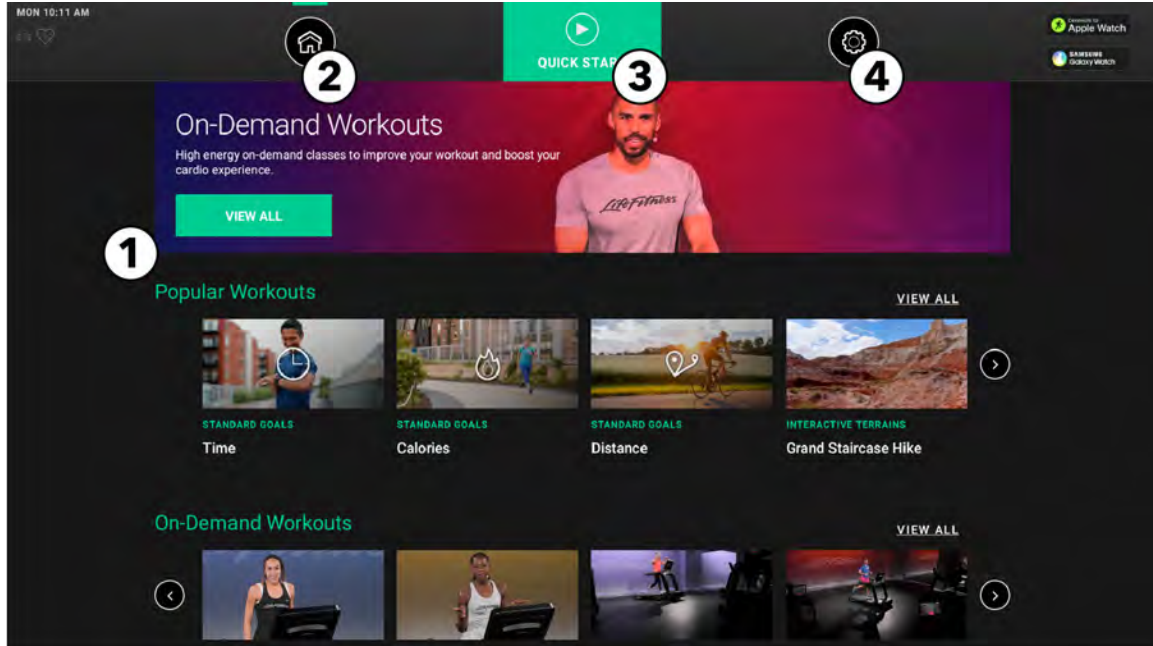 MON 10:11 AM
2
QUICK STAR
3
4
Apple Watch
SAMSUNG
Galaxy Watch
On-Demand Workouts
High energy on-demand classes to improve your workout and boost your
cardio experience.
LifeFitness
VIEW ALL
1
Popular Workouts
VIEW ALL
STANDARD GOALS
STANDARD GOALS
STANDARD GOALS
INTERACTIVE TERRAINS
Time
Calories
Distance
Grand Staircase Hike
On-Demand Workouts
VIEW ALL